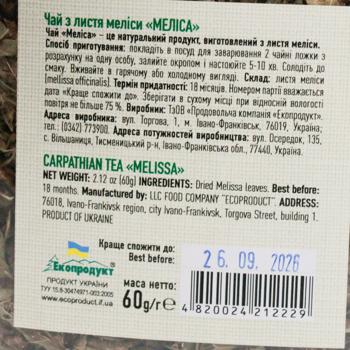 Чай з листя меліси «МЕЛІСА»
Чай «Меліса» – це натуральний продукт, виготовлений з листя меліси.
Спосіб приготування: покладіть в посуд для заварювання 2 чайні ложки з
розрахунку на одну особу, залийте окропом і настоюйте 5-10 хв. Солодіть до
смаку. Вживайте в гарячому або холодному вигляді. Склад: листя меліси
(melissa officinalis). Термін придатності: 18 місяців. Номером партії вважається
дата «Краще спожити до». Зберігати в сухому місці при відносній вологості
повітря не більше 75 %. Виробник: ТзОВ «Продовольча компанія «Екопродукт».
Адреса виробника: вул. Торгова, 1, м. Івано-Франківськ, 76019, Україна;
тел.(0342) 773900. Адреса потужностей виробництва: вул. Осередок, 135,
с. Вільшаниця, Тисменицький р-н, Івано-Франківська обл., 77440, Україна.
CARPATHIAN TEA «MELISSA»
NET WEIGHT: 2.12 oz (60g) INGREDIENTS: Dried Melissa leaves. Best before:
18 months. Manufactured by: LLC FOOD COMPANY "ECOPRODUCT". ADDRESS:
76018, Ivano-Frankivsk region, city Ivano-Frankivsk, Torgova Street, building 1.
PRODUCT OF UKRAINE
Краще спожити до:
Best before:
26. 09. 2026
Екопродукт
ПРОДУКТ УКРАЇНИ
ТУУ 15.8-30474971-003:2005
www.ecoproduct.if.ua
маса нетто:
60g/г e
4 820024 212229